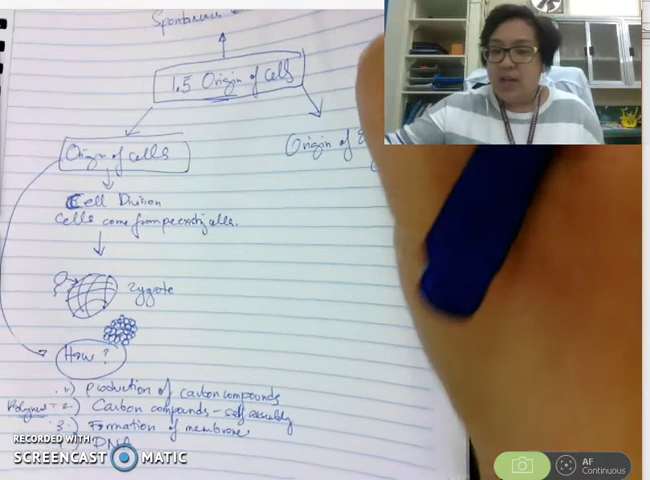 Spontaneous
1.5 Origin of cells
Origin of cells
Origin of
Cell Division
Cells come from pre existing cells.
Zygote
How?
1) Production of carbon compounds
2) Carbon compounds - self assembly
3) Formation of membrane
DNA
RECORDED WITH
SCREENCAST MATIC
AF
Continuous